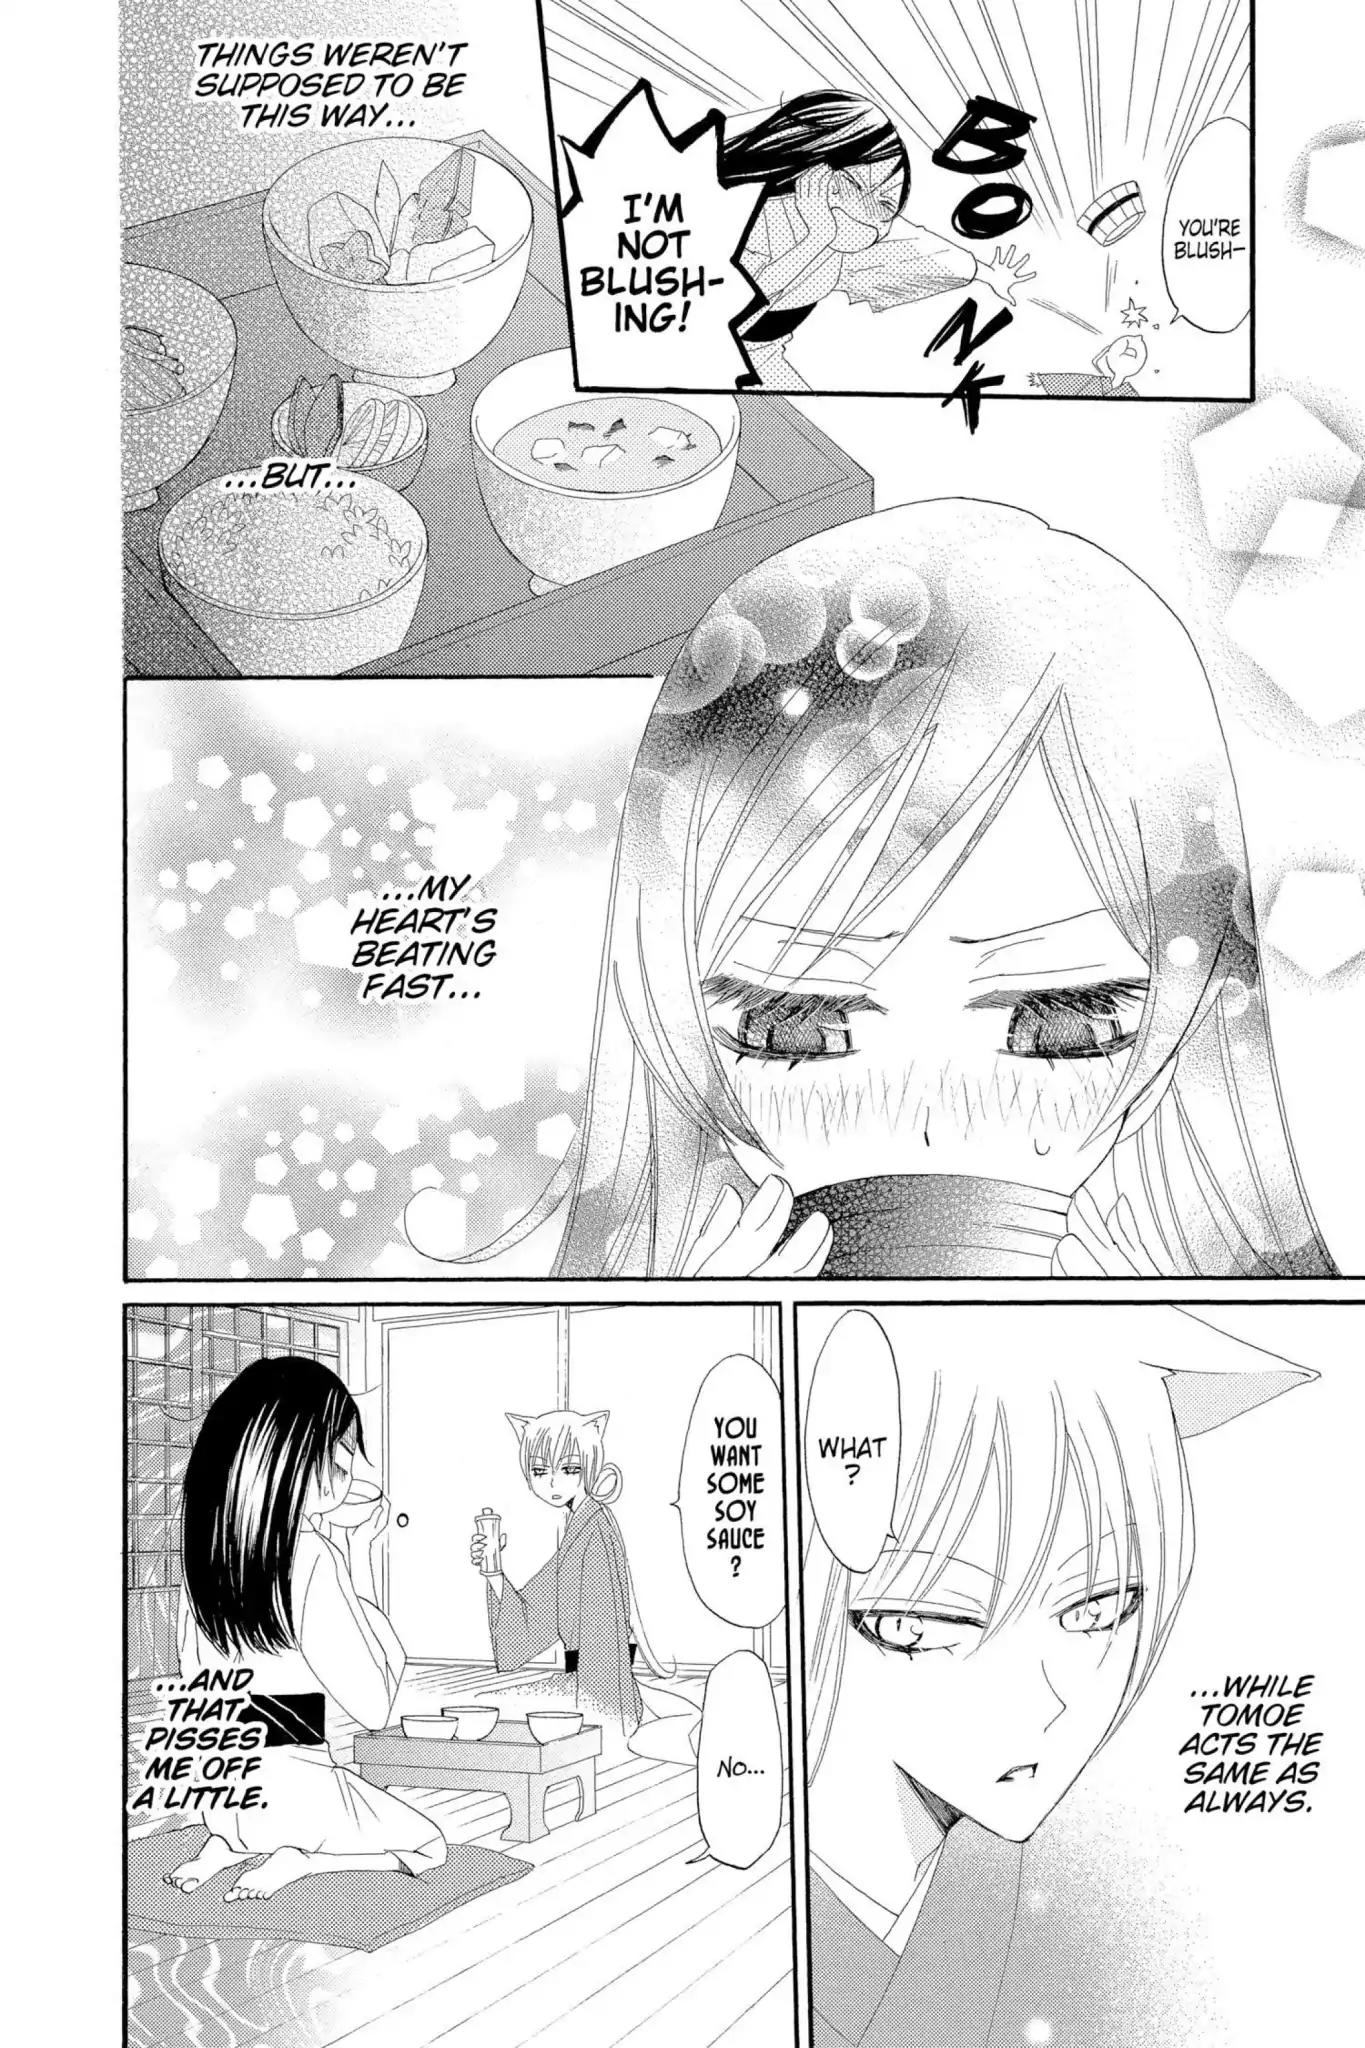 YOU'RE
BLUSH–
BONK
I'M
NOT
BLUSH-
ING!
THINGS WEREN'T
SUPPOSED TO BE
THIS WAY...
...BUT...
...MY
HEART'S
BEATING
FAST...
WHAT
?
...WHILE
TOMOE
ACTS THE
SAME AS
ALWAYS.
YOU
WANT
SOME
SOY
SAUCE
?
NO...
...AND
THAT
PISSES
ME OFF
A LITTLE.